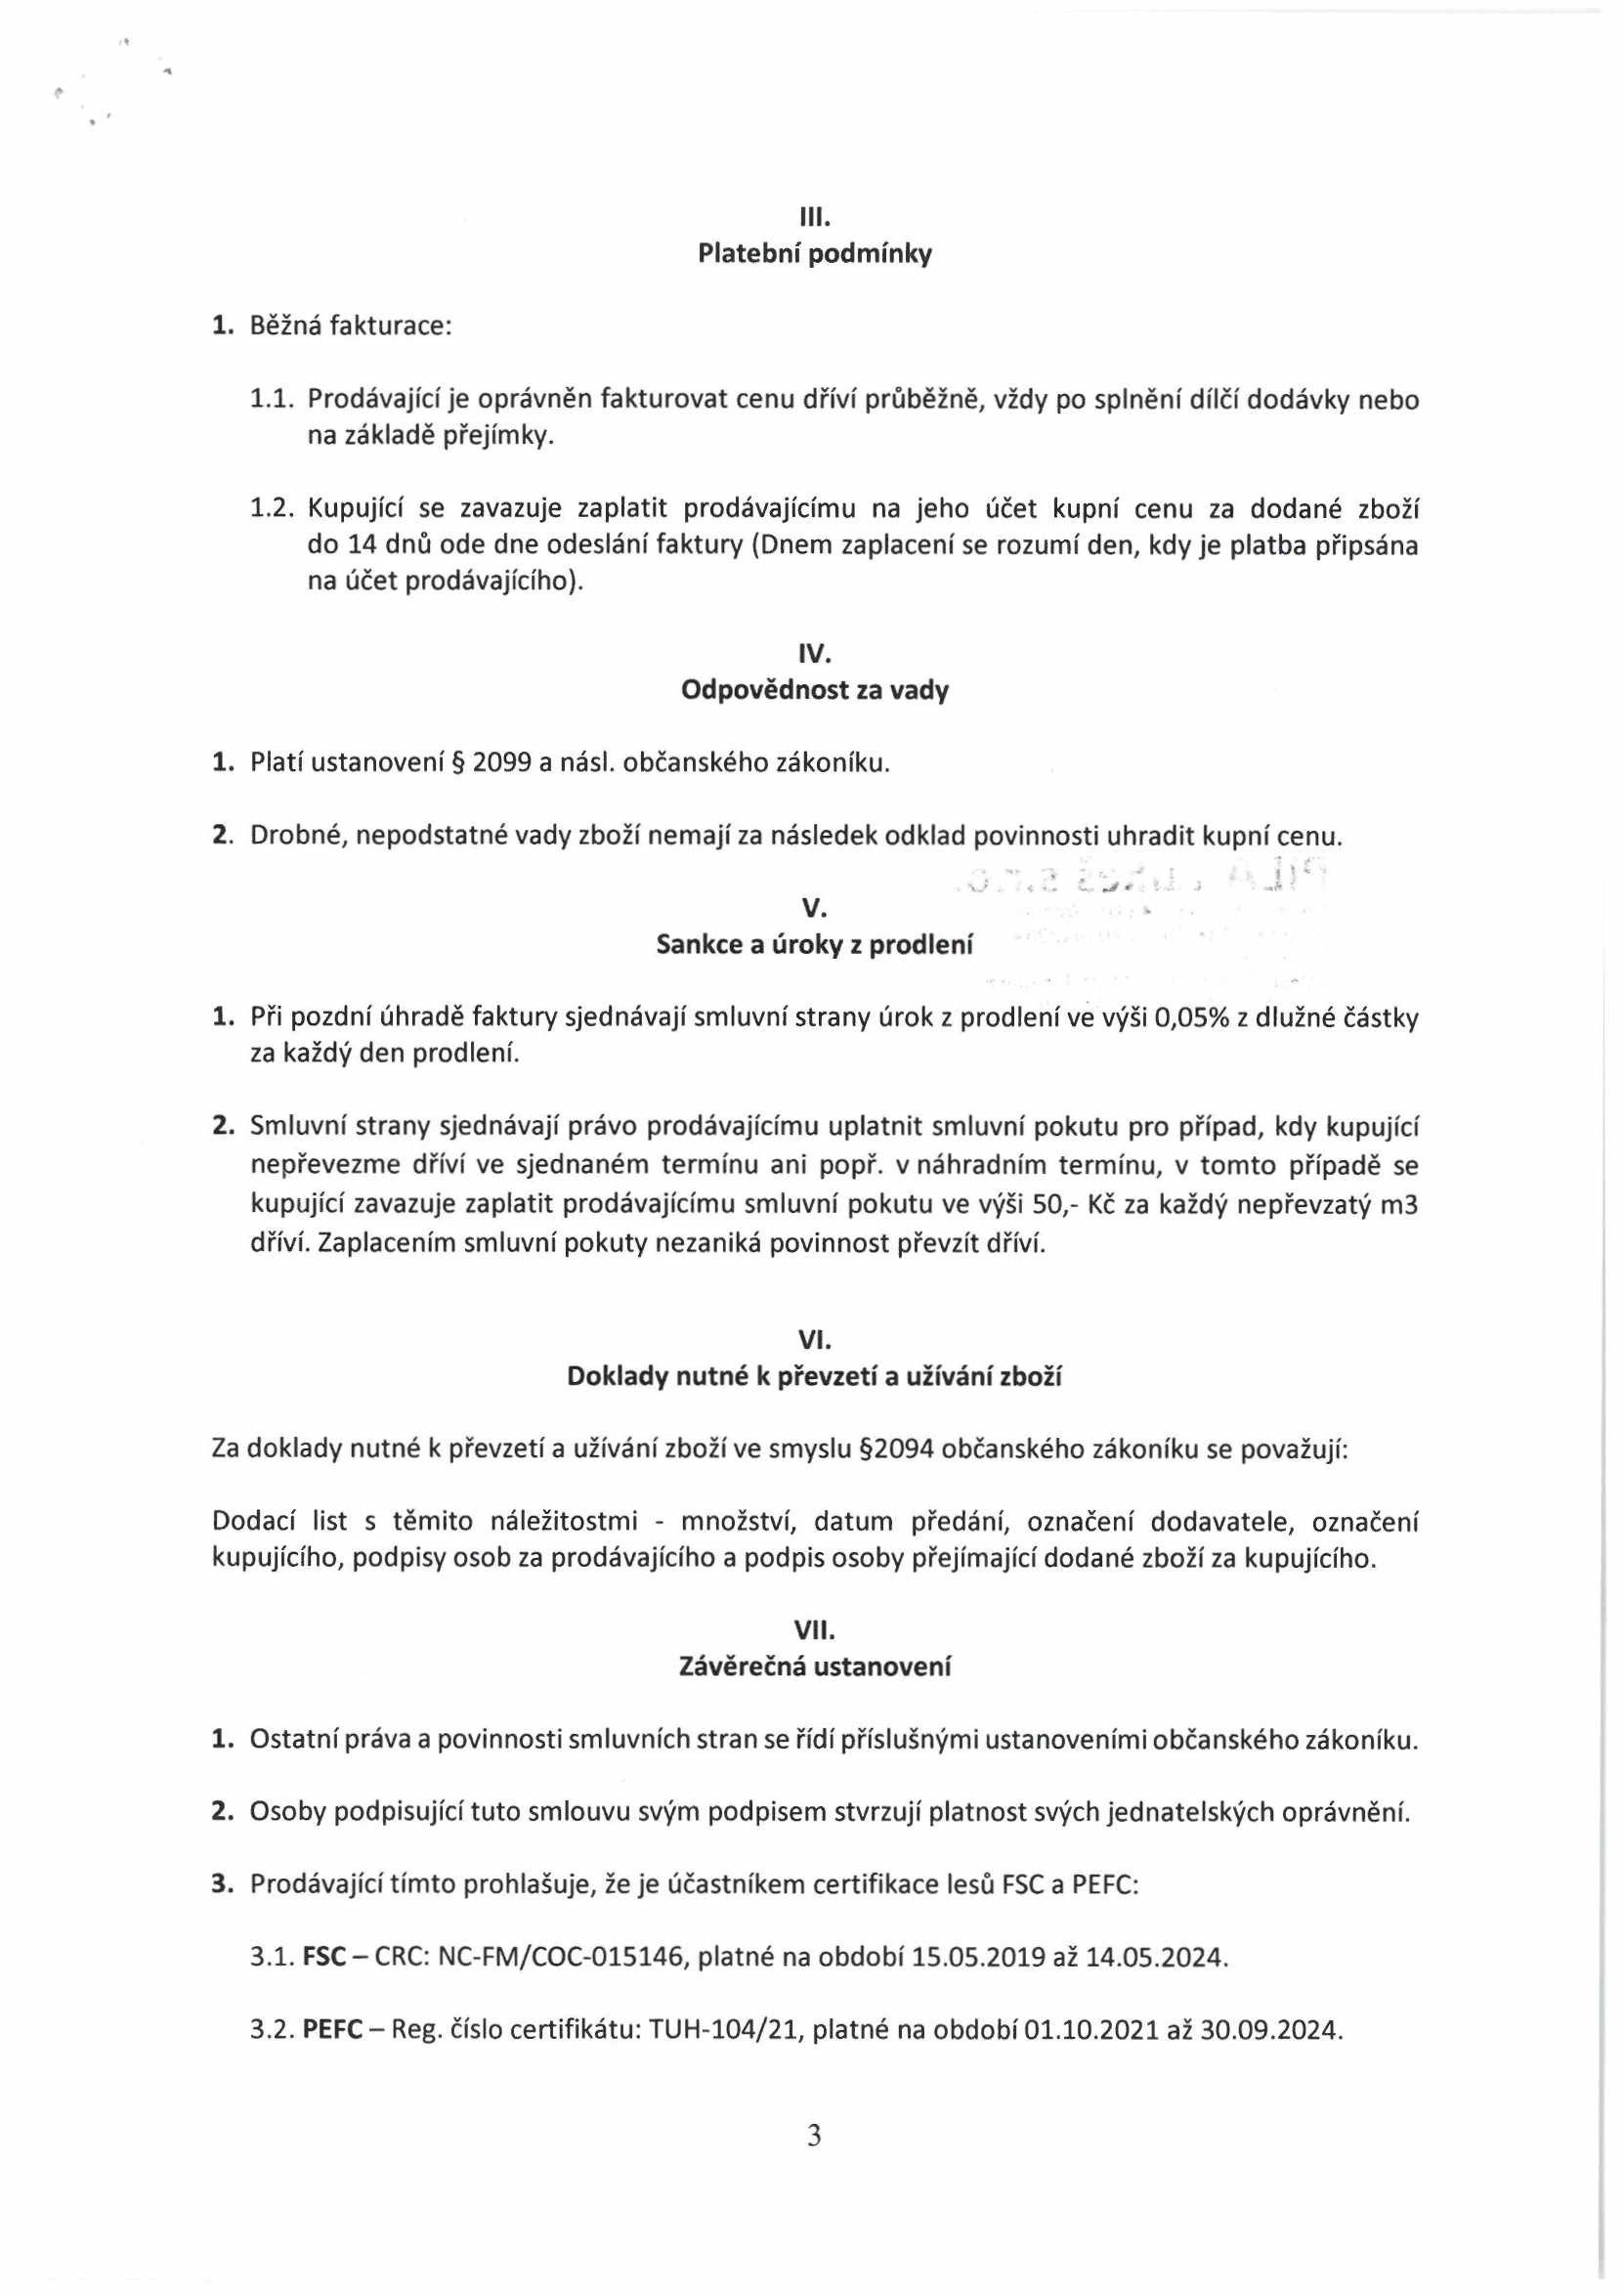 III.
Platební podmínky
1. Běžná fakturace:
1.1. Prodávající je oprávněn fakturovat cenu dříví průběžně, vždy po splnění dílčí dodávky nebo
na základě přejímky.
1.2. Kupující se zavazuje zaplatit prodávajícímu na jeho účet kupní cenu za dodané zboží
do 14 dnů ode dne odeslání faktury (Dnem zaplacení se rozumí den, kdy je platba připsána
na účet prodávajícího).
IV.
Odpovědnost za vady
1. Platí ustanovení § 2099 a násl. občanského zákoníku.
2. Drobné, nepodstatné vady zboží nemají za následek odklad povinnosti uhradit kupní cenu.
V.
Sankce a úroky z prodlení
1. Při pozdní úhradě faktury sjednávají smluvní strany úrok z prodlení ve výši 0,05% z dlužné částky
za každý den prodlení.
2. Smluvní strany sjednávají právo prodávajícímu uplatnit smluvní pokutu pro případ, kdy kupující
nepřevezme dříví ve sjednaném termínu ani popř. v náhradním termínu, v tomto případě se
kupující zavazuje zaplatit prodávajícímu smluvní pokutu ve výši 50,- Kč za každý nepřevzatý m3
dříví. Zaplacením smluvní pokuty nezaniká povinnost převzít dříví.
VI.
Doklady nutné k převzetí a užívání zboží
Za doklady nutné k převzetí a užívání zboží ve smyslu §2094 občanského zákoníku se považují:
Dodací list s těmito náležitostmi - množství, datum předání, označení dodavatele, označení
kupujícího, podpisy osob za prodávajícího a podpis osoby přejímající dodané zboží za kupujícího.
VII.
Závěrečná ustanovení
1. Ostatní práva a povinnosti smluvních stran se řídí příslušnými ustanoveními občanského zákoníku.
2. Osoby podpisující tuto smlouvu svým podpisem stvrzují platnost svých jednatelských oprávnění.
3. Prodávající tímto prohlašuje, že je účastníkem certifikace lesů FSC a PEFC:
3.1. FSC – CRC: NC-FM/COC-015146, platné na období 15.05.2019 až 14.05.2024.
3.2. PEFC – Reg. číslo certifikátu: TUH-104/21, platné na období 01.10.2021 až 30.09.2024.
3